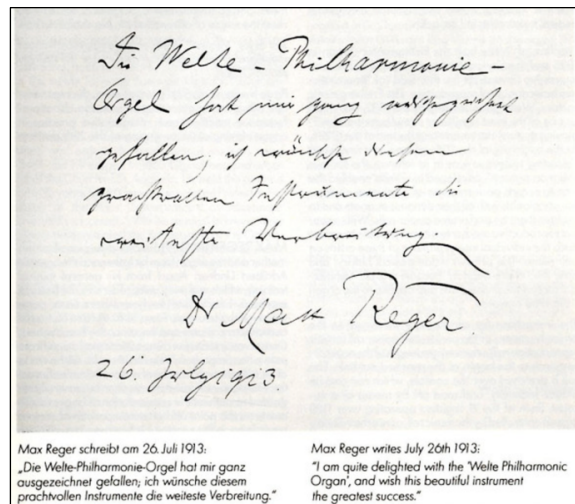 Die Welte - Philharmonie -
Orgel hat mir ganz ausgezeichnet
gefallen; ich wünsche diesem
prachtvollen Instrumente die
weiteste Verbreitung.
Dr Max Reger.
26. July 1913.
Max Reger schreibt am 26. Juli 1913:
„Die Welte-Philharmonie-Orgel hat mir ganz
ausgezeichnet gefallen; ich wünsche diesem
prachtvollen Instrumente die weiteste Verbreitung."
Max Reger writes July 26th 1913:
"I am quite delighted with the 'Welte Philharmonic
Organ', and wish this beautiful instrument
the greatest success."